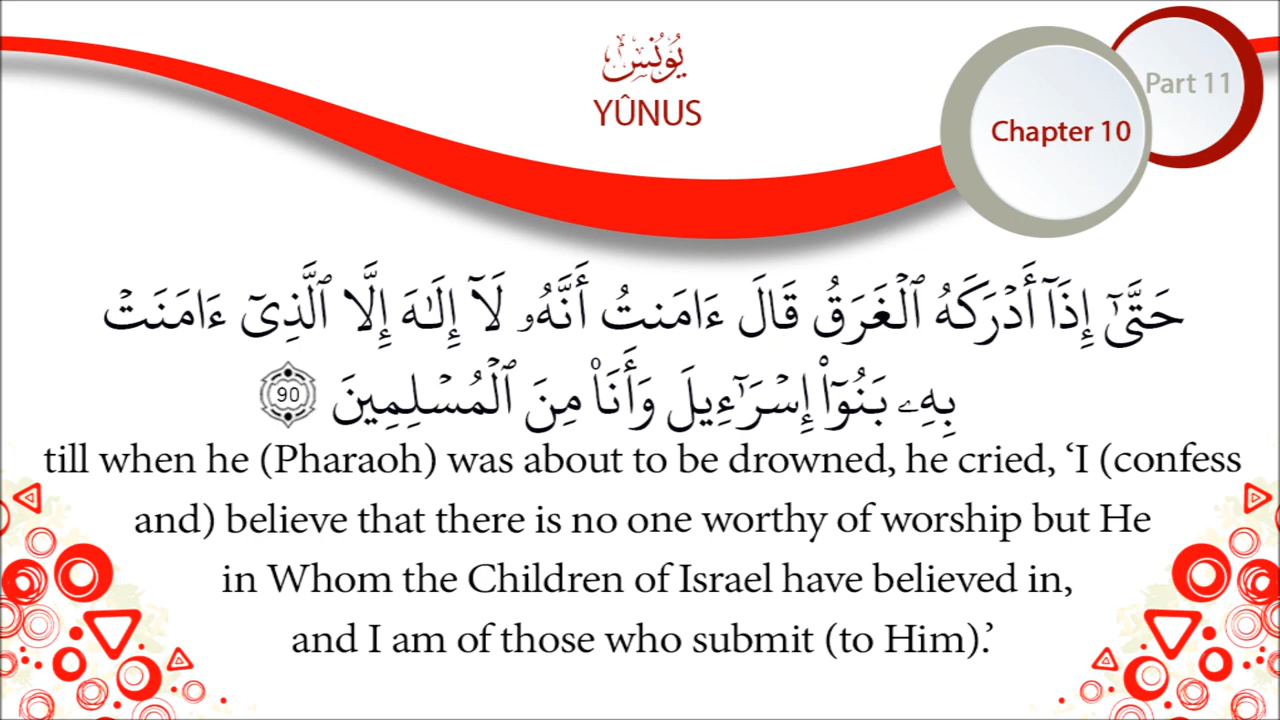 يُونُس
YÛNUS
Part 11
Chapter 10
حَتَّىٰٓ إِذَآ أَدْرَكَهُ ٱلْغَرَقُ قَالَ ءَامَنتُ أَنَّهُۥ لَآ إِلَـٰهَ إِلَّا ٱلَّذِىٓ ءَامَنَتْ
بِهِۦ بَنُوٓا۟ إِسْرَٰٓءِيلَ وَأَنَا۠ مِنَ ٱلْمُسْلِمِينَ 90
till when he (Pharaoh) was about to be drowned, he cried, ‘I (confess
and) believe that there is no one worthy of worship but He
in Whom the Children of Israel have believed in,
and I am of those who submit (to Him).’